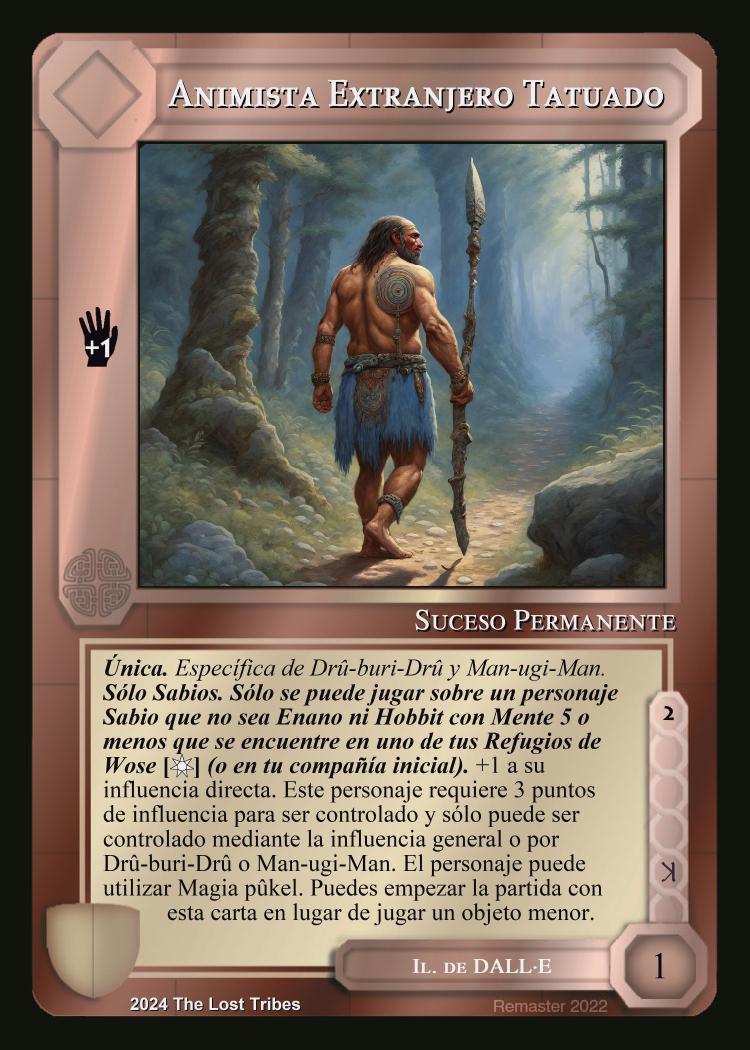 Animista Extranjero Tatuado
+1
Suceso Permanente
Única. Específica de Drû-buri-Drû y Man-ugi-Man.
Sólo Sabios. Sólo se puede jugar sobre un personaje
Sabio que no sea Enano ni Hobbit con Mente 5 o
menos que se encuentre en uno de tus Refugios de
Wose [ ] (o en tu compañía inicial). +1 a su
influencia directa. Este personaje requiere 3 puntos
de influencia para ser controlado y sólo puede ser
controlado mediante la influencia general o por
Drû-buri-Drû o Man-ugi-Man. El personaje puede
utilizar Magia pûkel. Puedes empezar la partida con
esta carta en lugar de jugar un objeto menor.
2
Il. de DALL·E
1
2024 The Lost Tribes
Remaster 2022